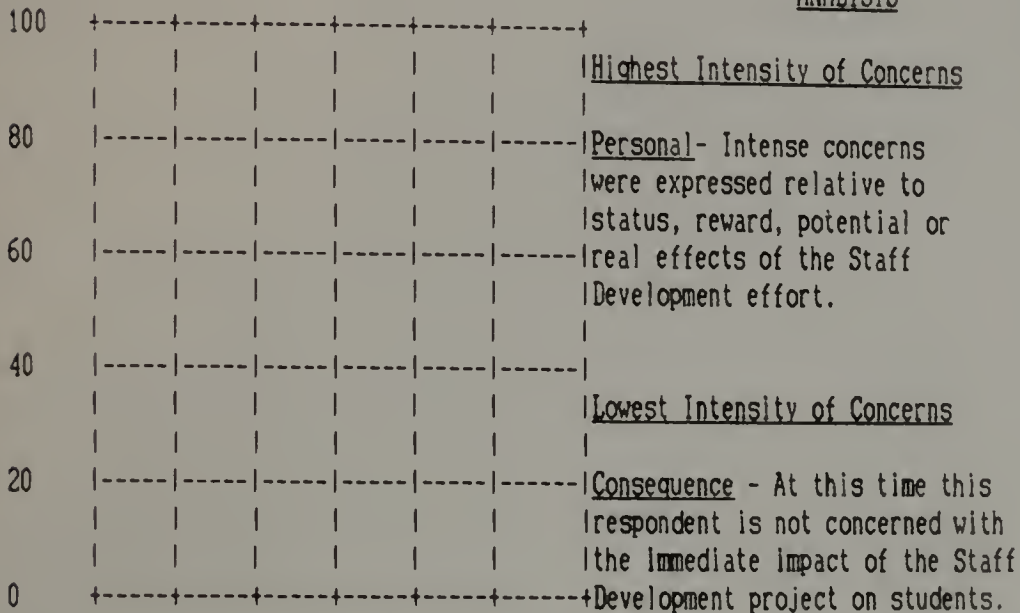 100
Highest Intensity of Concerns
80 Personal- Intense concerns
were expressed relative to
status, reward, potential or
60 real effects of the Staff
Development effort.
40
Lowest Intensity of Concerns
20 Consequence - At this time this
respondent is not concerned with
the Immediate impact of the Staff
0 Development project on students.